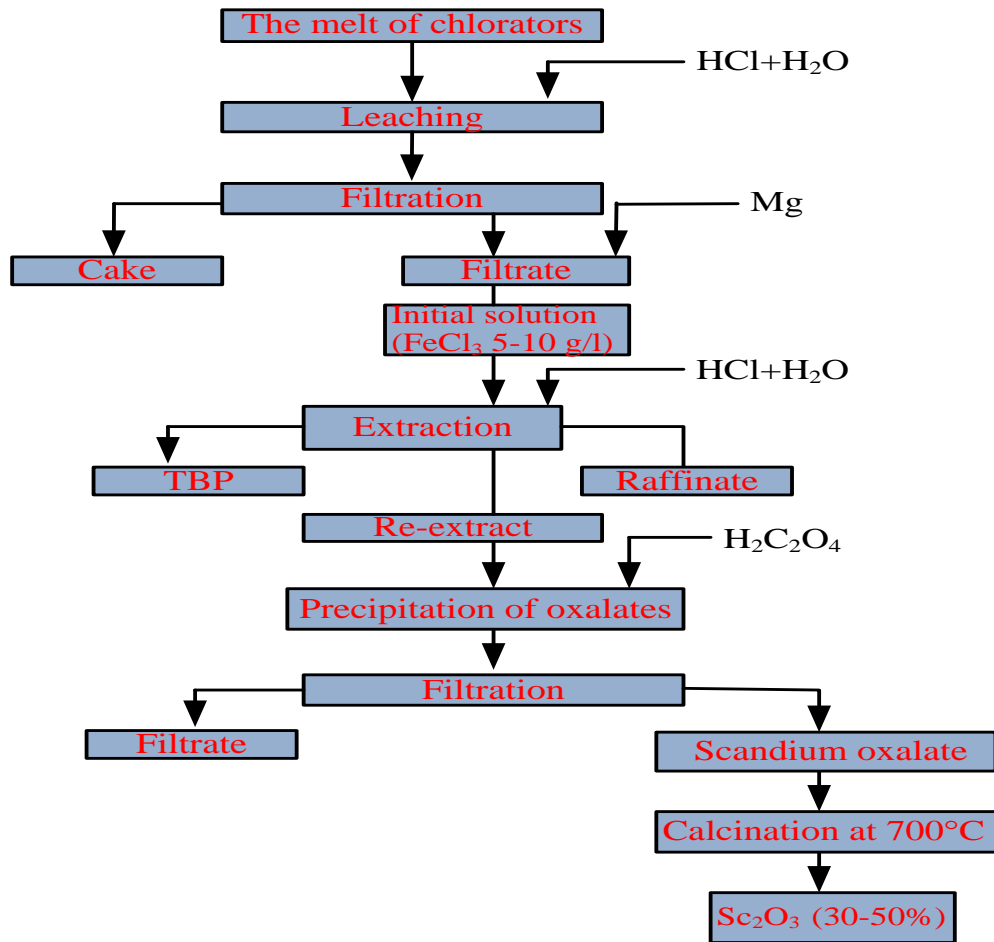 The melt of chlorators
HCl+H₂O
Leaching
Filtration
Mg
Cake
Filtrate
Initial solution
(FeCl₃ 5-10 g/l)
HCl+H₂O
Extraction
TBP
Raffinate
Re-extract
H₂C₂O₄
Precipitation of oxalates
Filtration
Filtrate
Scandium oxalate
Calcination at 700°C
Sc₂O₃ (30-50%)